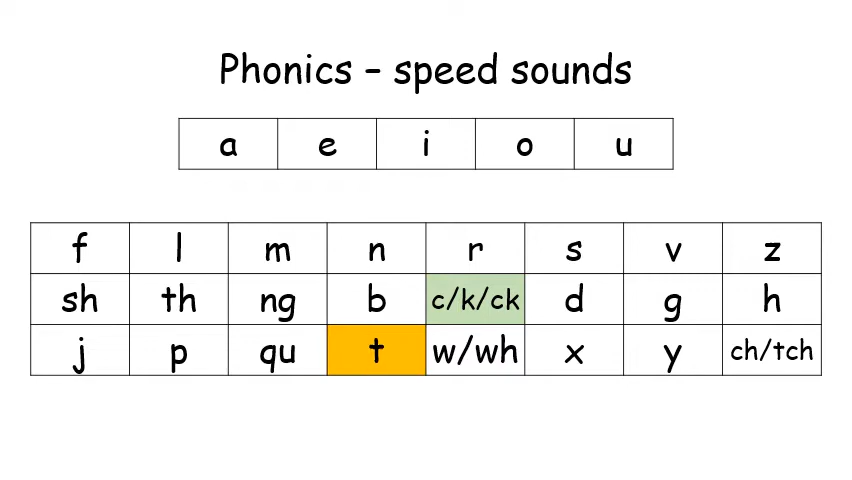 Phonics – speed sounds
a e i o u
f l m n r s v z
sh th ng b c/k/ck d g h
j p qu t w/wh x y ch/tch